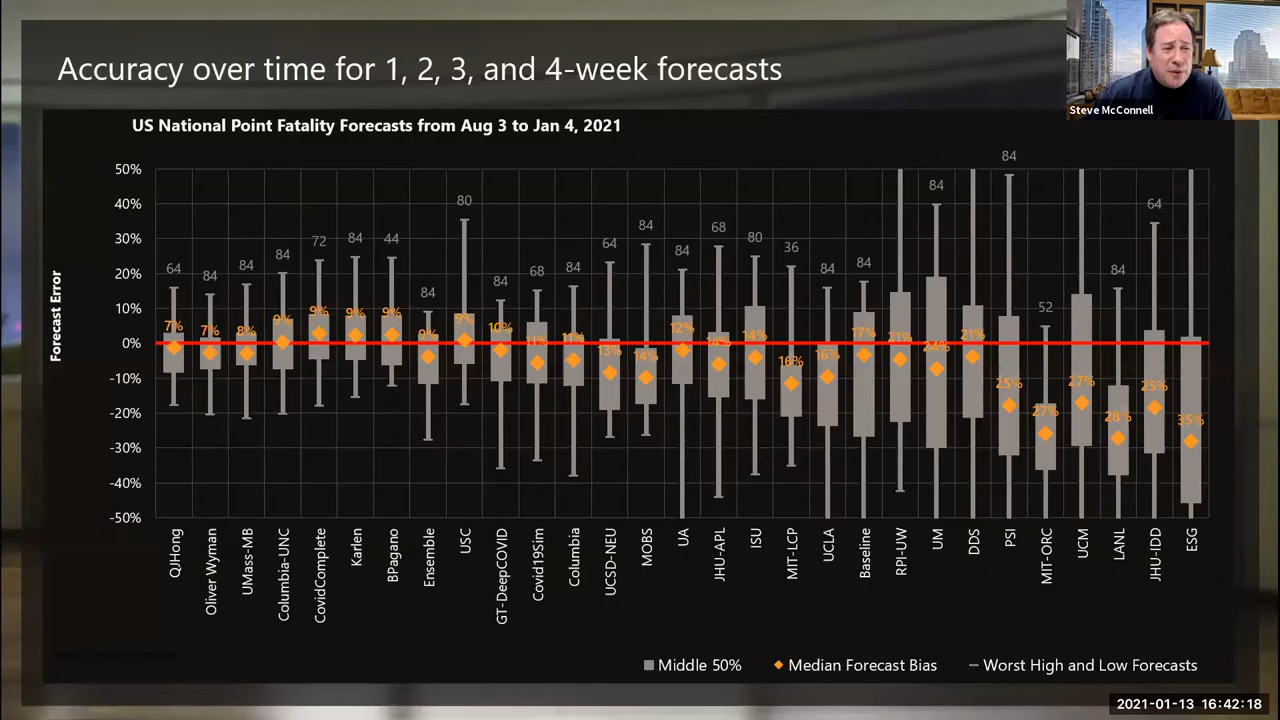 Accuracy over time for 1, 2, 3, and 4-week forecasts
Steve McConnell
US National Point Fatality Forecasts from Aug 3 to Jan 4, 2021
Forecast Error
50%
40%
30%
20%
10%
0%
-10%
-20%
-30%
-40%
-50%
64 84 84 84 72 84 44 84 80 84 68 84 64 84 84 68 80 36 84 84 84 84 52 84 64
7% 7% 8% 9% 9% 9% 9% 9% 9% 10% 11% 11% 13% 14% 12% 14% 14% 16% 16% 17% 21% 24% 21% 25% 27% 27% 28% 25% 35%
QJHong
Oliver Wyman
UMass-MB
Columbia-UNC
CovidComplete
Karlen
BPagano
Ensemble
USC
GT-DeepCOVID
Covid19Sim
Columbia
UCSD-NEU
MOBS
UA
JHU-APL
ISU
MIT-LCP
UCLA
Baseline
RPI-UW
UM
DDS
PSI
MIT-ORC
UCM
LANL
JHU-IDD
ESG
Middle 50%
Median Forecast Bias
Worst High and Low Forecasts
2021-01-13 16:42:18